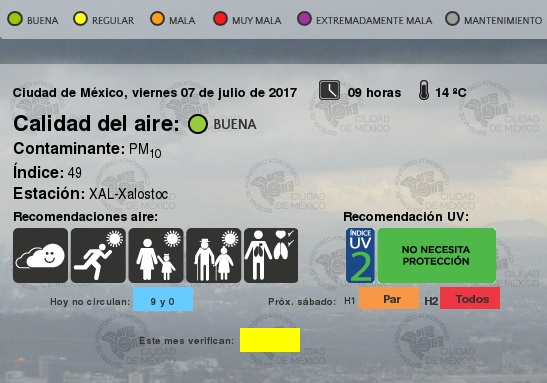 BUENA REGULAR MALA MUY MALA EXTREMADAMENTE MALA MANTENIMIENTO
Ciudad de México, viernes 07 de julio de 2017 09 horas 14 ºC
Calidad del aire: BUENA
Contaminante: PM10
Índice: 49
Estación: XAL-Xalostoc
Recomendaciones aire: Recomendación UV:
ÍNDICE
UV
2
NO NECESITA
PROTECCIÓN
Hoy no circulan: 9 y 0 Próx. sábado: H1 Par H2 Todos
Este mes verifican: